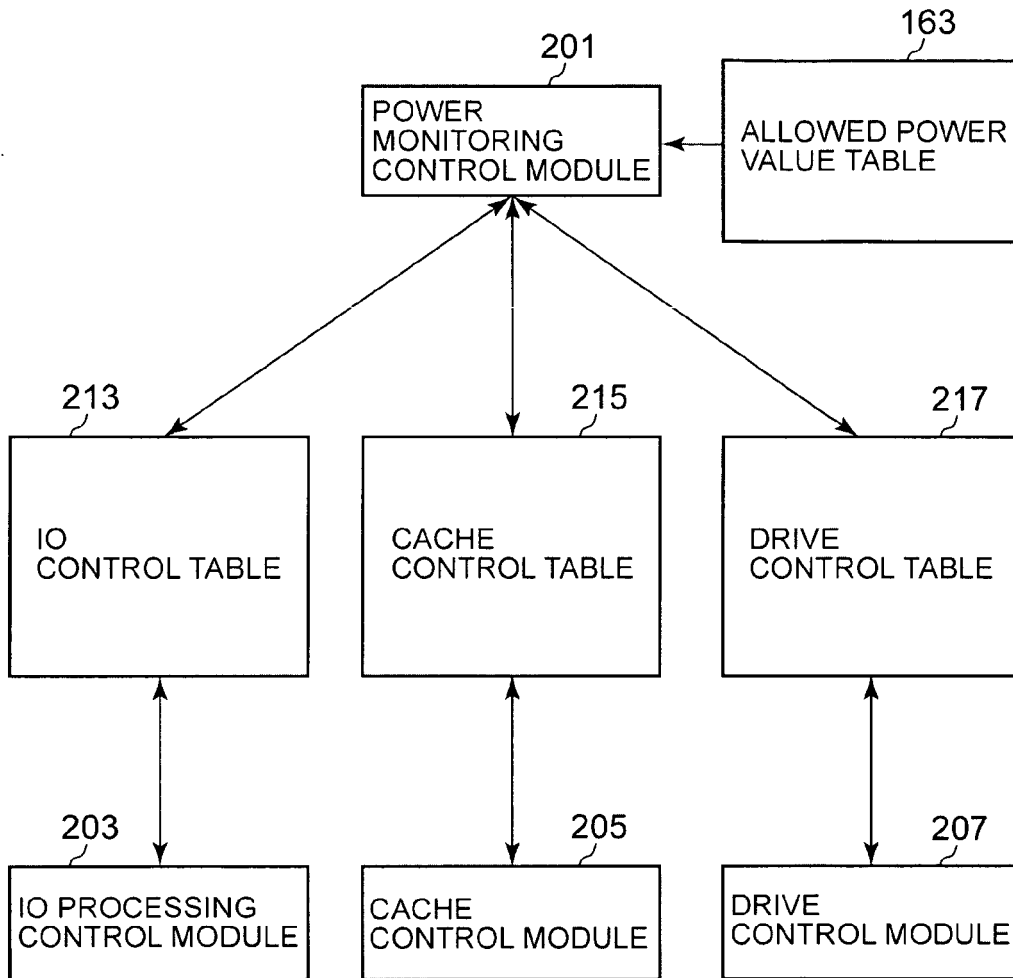 163
201
POWER
MONITORING
CONTROL MODULE
ALLOWED POWER
VALUE TABLE
213
215
217
IO
CONTROL TABLE
CACHE
CONTROL TABLE
DRIVE
CONTROL TABLE
203
205
207
IO PROCESSING
CONTROL MODULE
CACHE
CONTROL MODULE
DRIVE
CONTROL MODULE